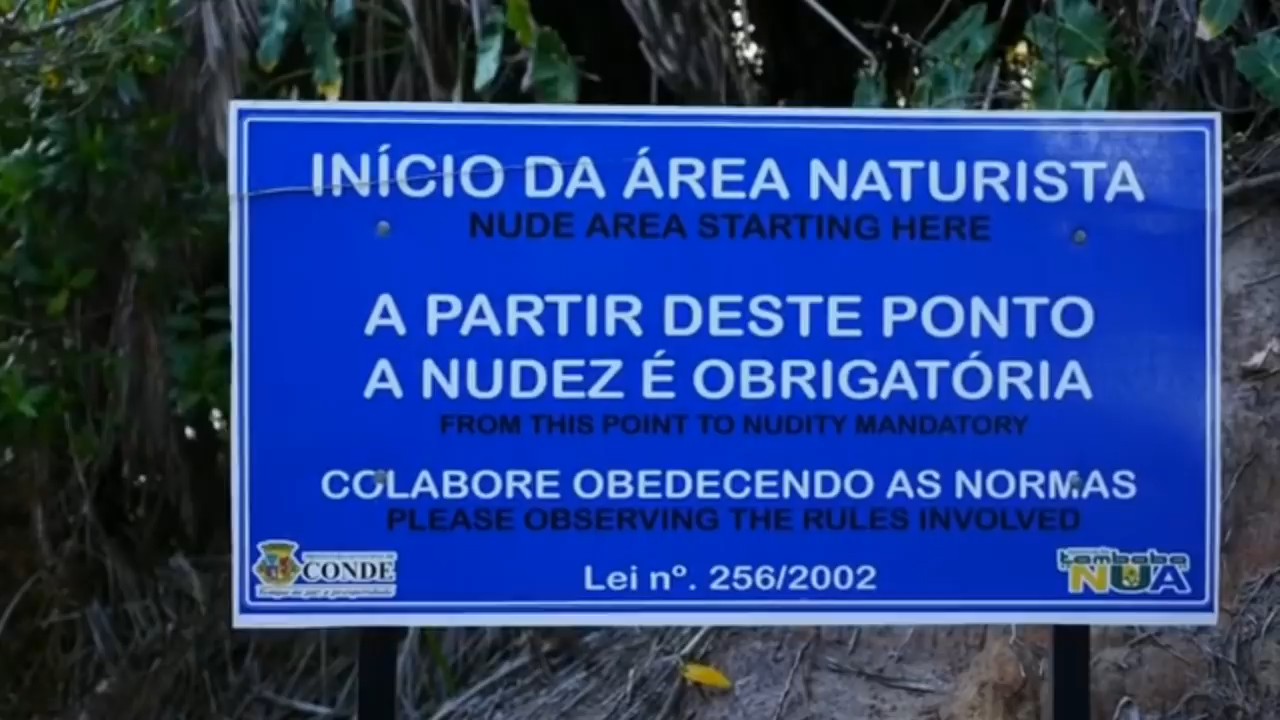 INÍCIO DA ÁREA NATURISTA
NUDE AREA STARTING HERE
A PARTIR DESTE PONTO
A NUDEZ É OBRIGATÓRIA
FROM THIS POINT TO NUDITY MANDATORY
COLABORE OBEDECENDO AS NORMAS
PLEASE OBSERVING THE RULES INVOLVED
CONDE
Lei nº. 256/2002
tambaba
NUA